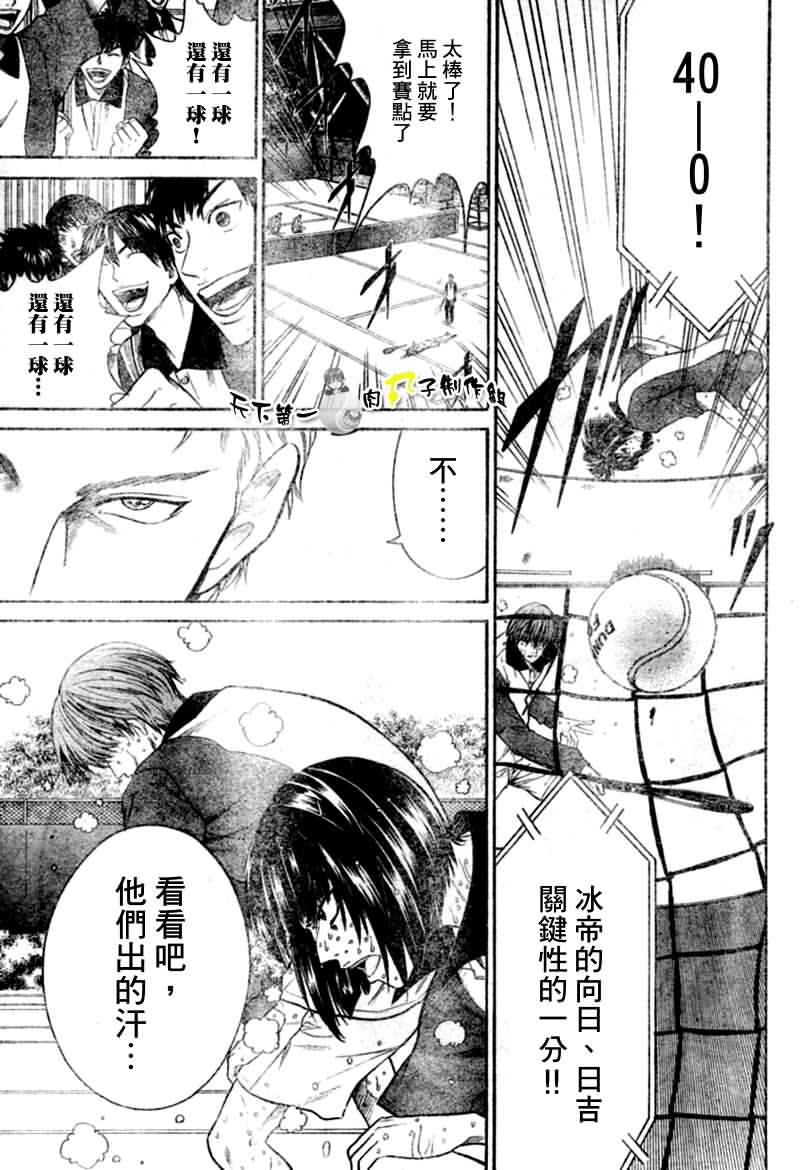 40—0！
冰帝的向日、日吉
關鍵性的一分!!
太棒了！
馬上就要
拿到賽點
了
還有一球
還有一球！
還有一球
還有一球…
天下第一
肉丸子制作組
不……
看看吧，
他們出的汗…